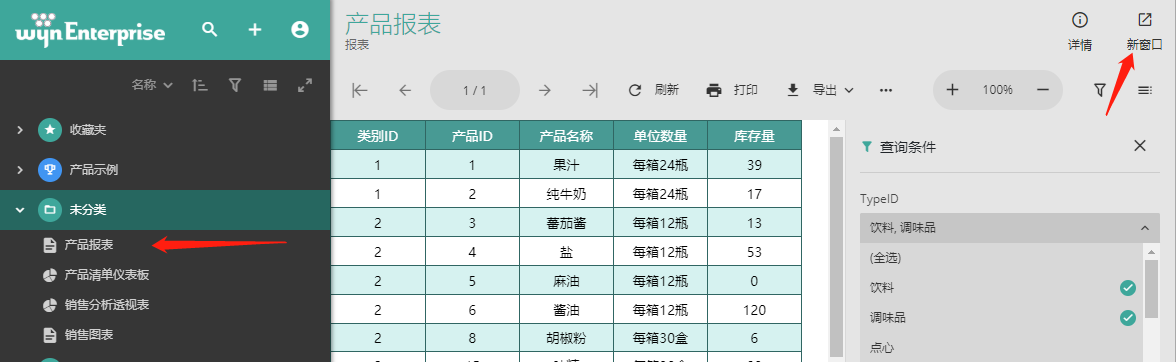 wyn Enterprise
名称
收藏夹
产品示例
未分类
产品报表
产品清单仪表板
销售分析透视表
销售图表
产品报表
报表
详情
新窗口
1 / 1
刷新
打印
导出
100%
类别ID 产品ID 产品名称 单位数量 库存量
1 1 果汁 每箱24瓶 39
1 2 纯牛奶 每箱24瓶 17
2 3 蕃茄酱 每箱12瓶 13
2 4 盐 每箱12瓶 53
2 5 麻油 每箱12瓶 0
2 6 酱油 每箱12瓶 120
2 8 胡椒粉 每箱30盒 6
查询条件
TypeID
饮料, 调味品
(全选)
饮料
调味品
点心